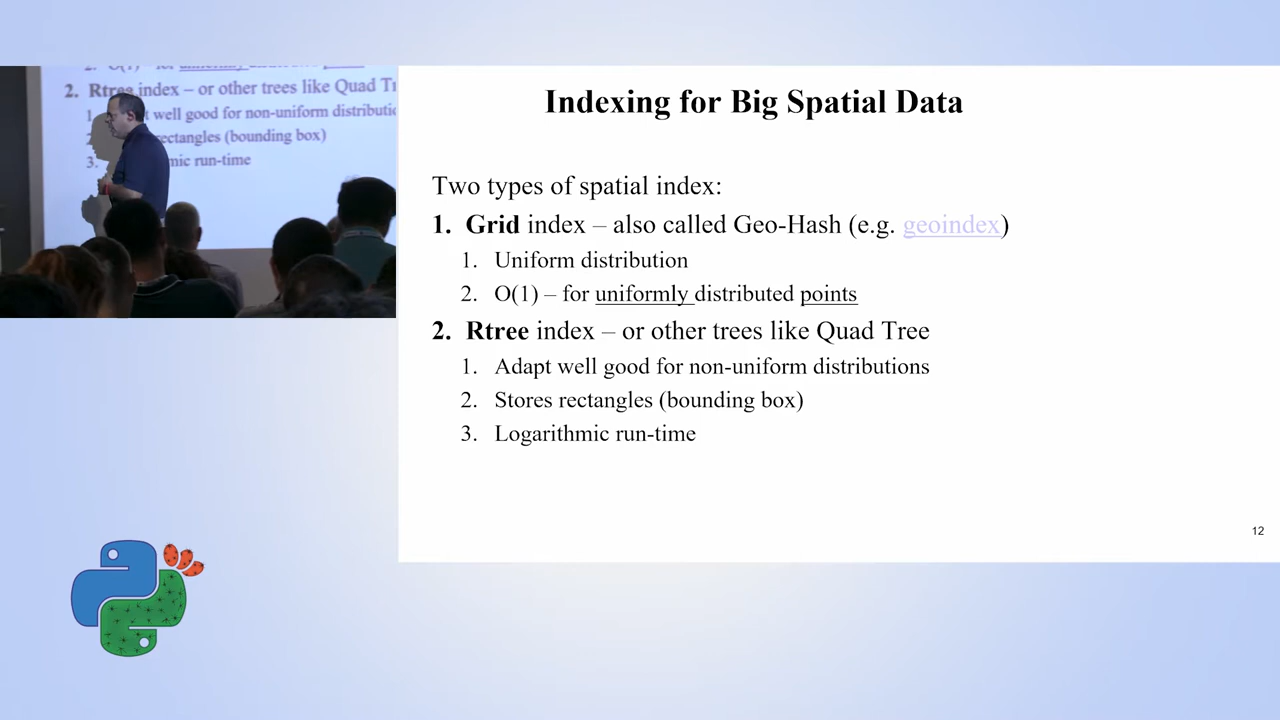 2. Rtree index – or other trees like Quad
well good for non-uniform
rectangles (bounding box)
3. mic run-time
Indexing for Big Spatial Data
Two types of spatial index:
1. Grid index – also called Geo-Hash (e.g. geoindex)
1. Uniform distribution
2. O(1) – for uniformly distributed points
2. Rtree index – or other trees like Quad Tree
1. Adapt well good for non-uniform distributions
2. Stores rectangles (bounding box)
3. Logarithmic run-time
12